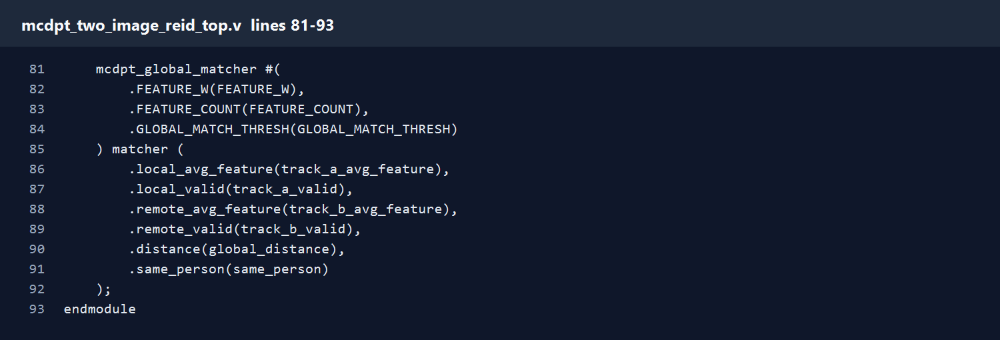 mcdpt_two_image_reid_top.v lines 81-93
81 mcdpt_global_matcher #(
82 .FEATURE_W(FEATURE_W),
83 .FEATURE_COUNT(FEATURE_COUNT),
84 .GLOBAL_MATCH_THRESH(GLOBAL_MATCH_THRESH)
85 ) matcher (
86 .local_avg_feature(track_a_avg_feature),
87 .local_valid(track_a_valid),
88 .remote_avg_feature(track_b_avg_feature),
89 .remote_valid(track_b_valid),
90 .distance(global_distance),
91 .same_person(same_person)
92 );
93 endmodule